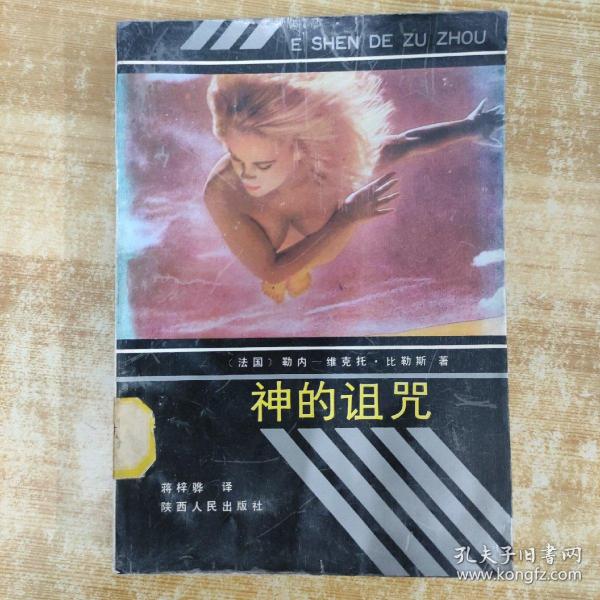 E SHEN DE ZU ZHOU
（法国）勒内—维克托·比勒斯/著
神的诅咒
蒋梓骅 译
陕西人民出版社
孔夫子旧书网
www.kongfz.com